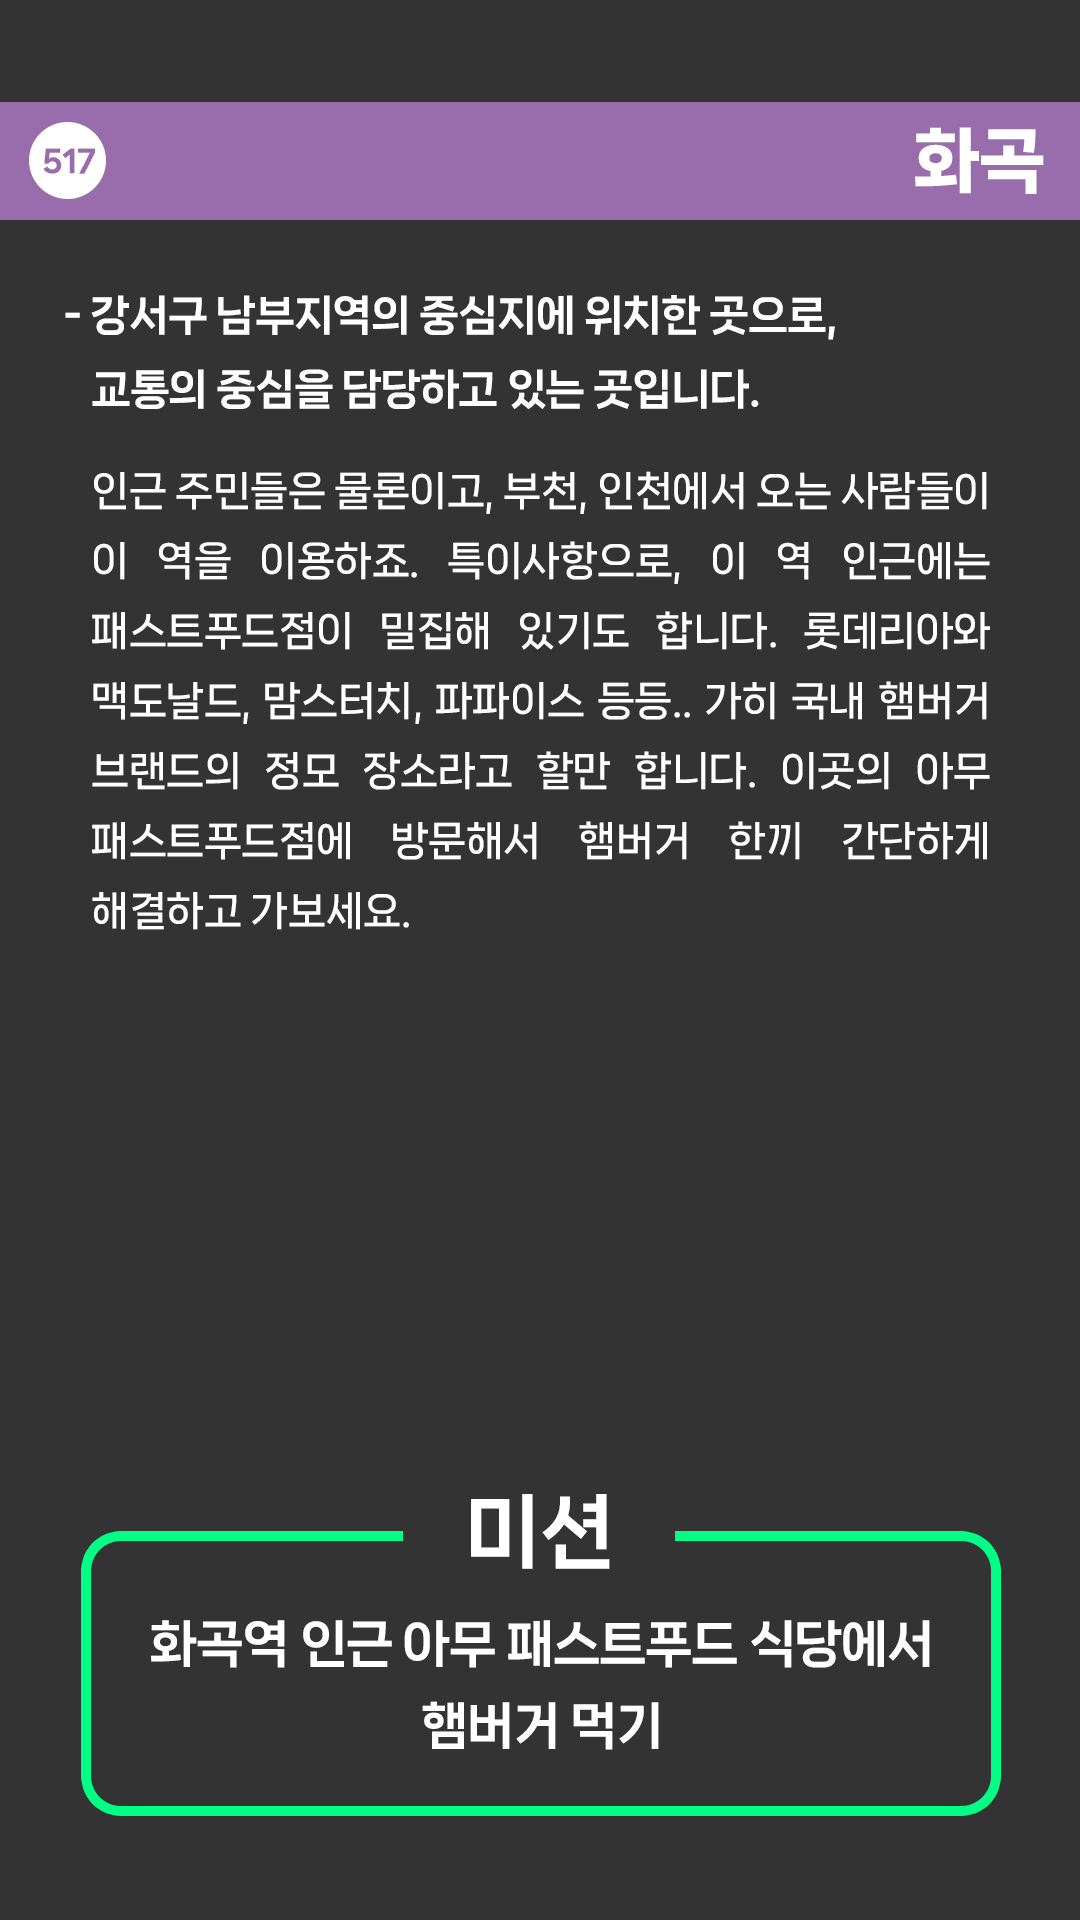 517
화곡
- 강서구 남부지역의 중심지에 위치한 곳으로,
교통의 중심을 담당하고 있는 곳입니다.
인근 주민들은 물론이고, 부천, 인천에서 오는 사람들이
이 역을 이용하죠. 특이사항으로, 이 역 인근에는
패스트푸드점이 밀집해 있기도 합니다. 롯데리아와
맥도날드, 맘스터치, 파파이스 등등.. 가히 국내 햄버거
브랜드의 정모 장소라고 할만 합니다. 이곳의 아무
패스트푸드점에 방문해서 햄버거 한끼 간단하게
해결하고 가보세요.
미션
화곡역 인근 아무 패스트푸드 식당에서
햄버거 먹기